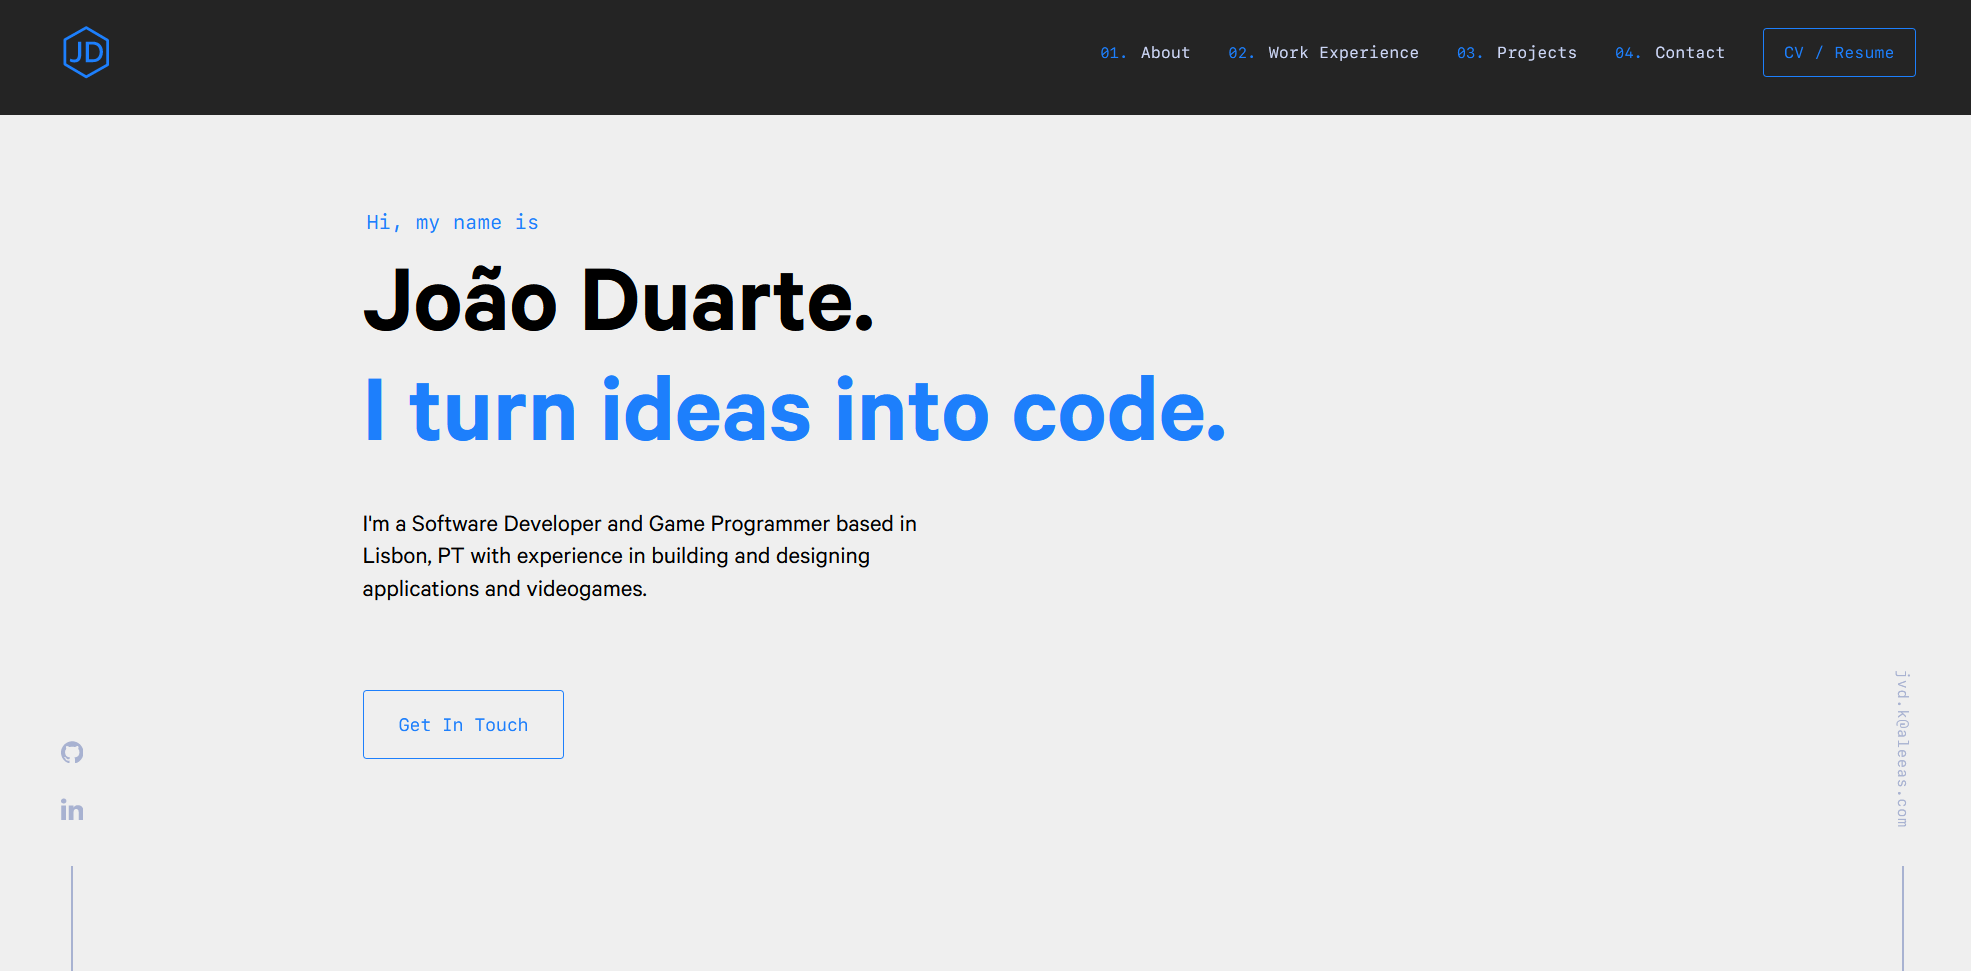 JD
01. About 02. Work Experience 03. Projects 04. Contact CV / Resume
Hi, my name is
João Duarte.
I turn ideas into code.
I'm a Software Developer and Game Programmer based in
Lisbon, PT with experience in building and designing
applications and videogames.
Get In Touch
in
jvd.k@aleeas.com